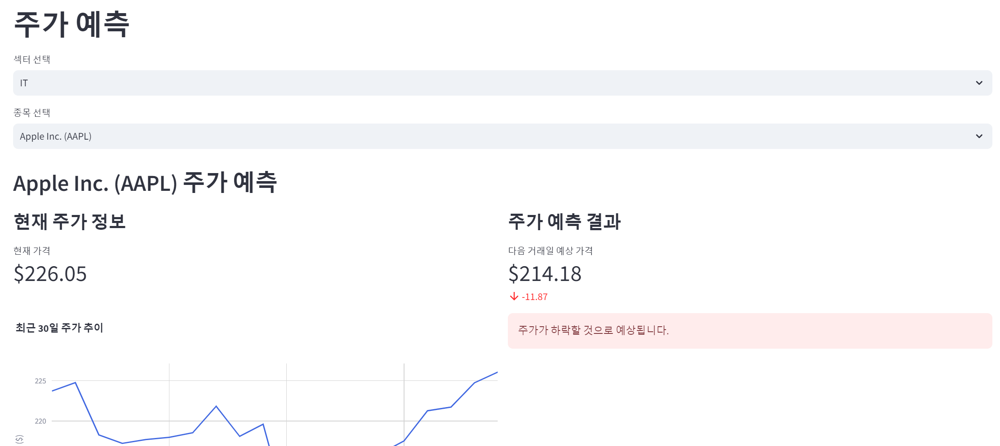 주가 예측
섹터 선택
IT
종목 선택
Apple Inc. (AAPL)
Apple Inc. (AAPL) 주가 예측
현재 주가 정보
현재 가격
$226.05
최근 30일 주가 추이
225
220
($)
주가 예측 결과
다음 거래일 예상 가격
$214.18
-11.87
주가가 하락할 것으로 예상됩니다.